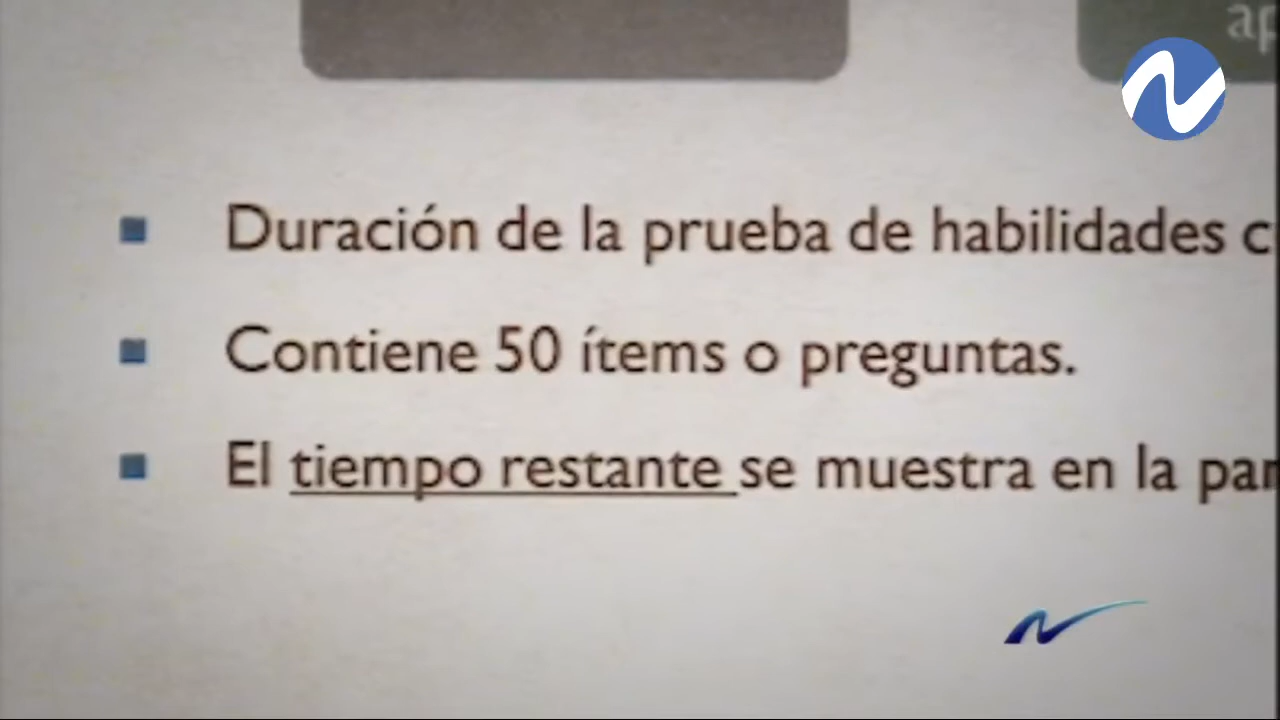 Duración de la prueba de habilidades
Contiene 50 ítems o preguntas.
El tiempo restante se muestra en la